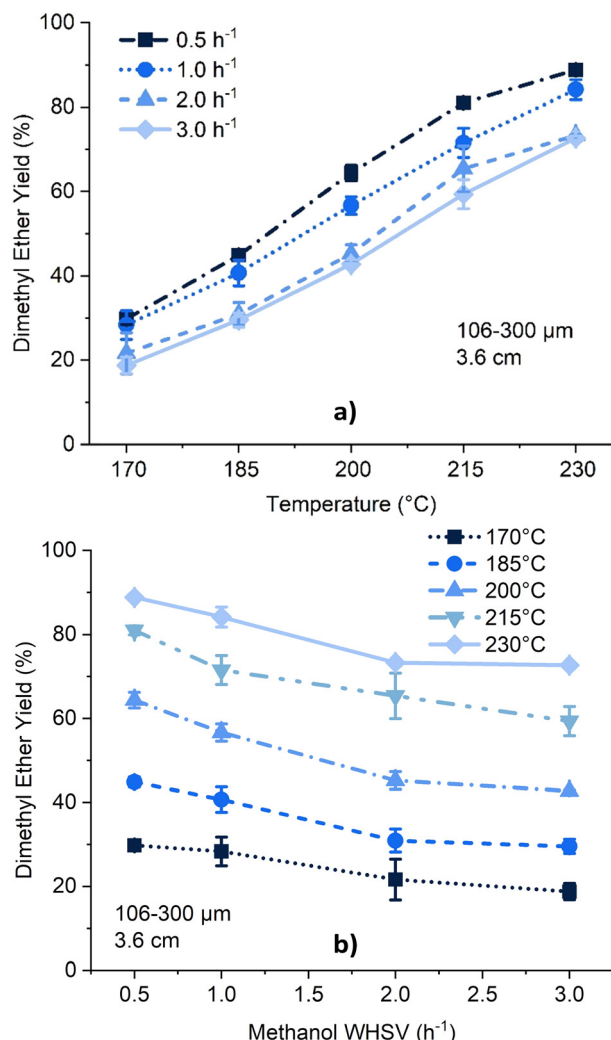 100
80
60
40
20
0
Dimethyl Ether Yield (%)
0.5 h⁻¹
1.0 h⁻¹
2.0 h⁻¹
3.0 h⁻¹
106-300 µm
3.6 cm
a)
170 185 200 215 230
Temperature (°C)
100
80
60
40
20
0
Dimethyl Ether Yield (%)
170°C
185°C
200°C
215°C
230°C
106-300 µm
3.6 cm
b)
0.5 1.0 1.5 2.0 2.5 3.0
Methanol WHSV (h⁻¹)